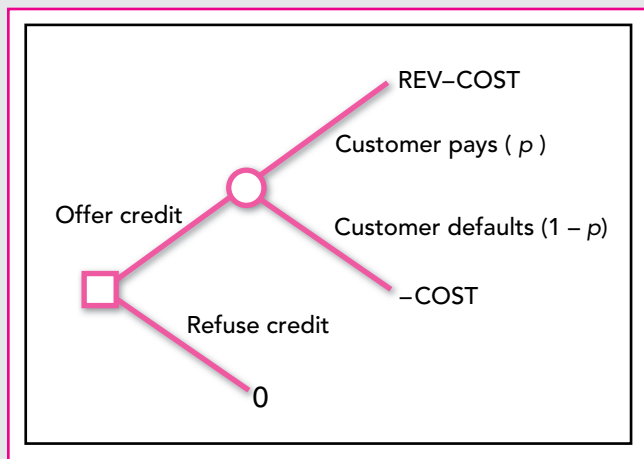 REV–COST
Customer pays ( p )
Offer credit
Customer defaults (1 – p)
–COST
Refuse credit
0